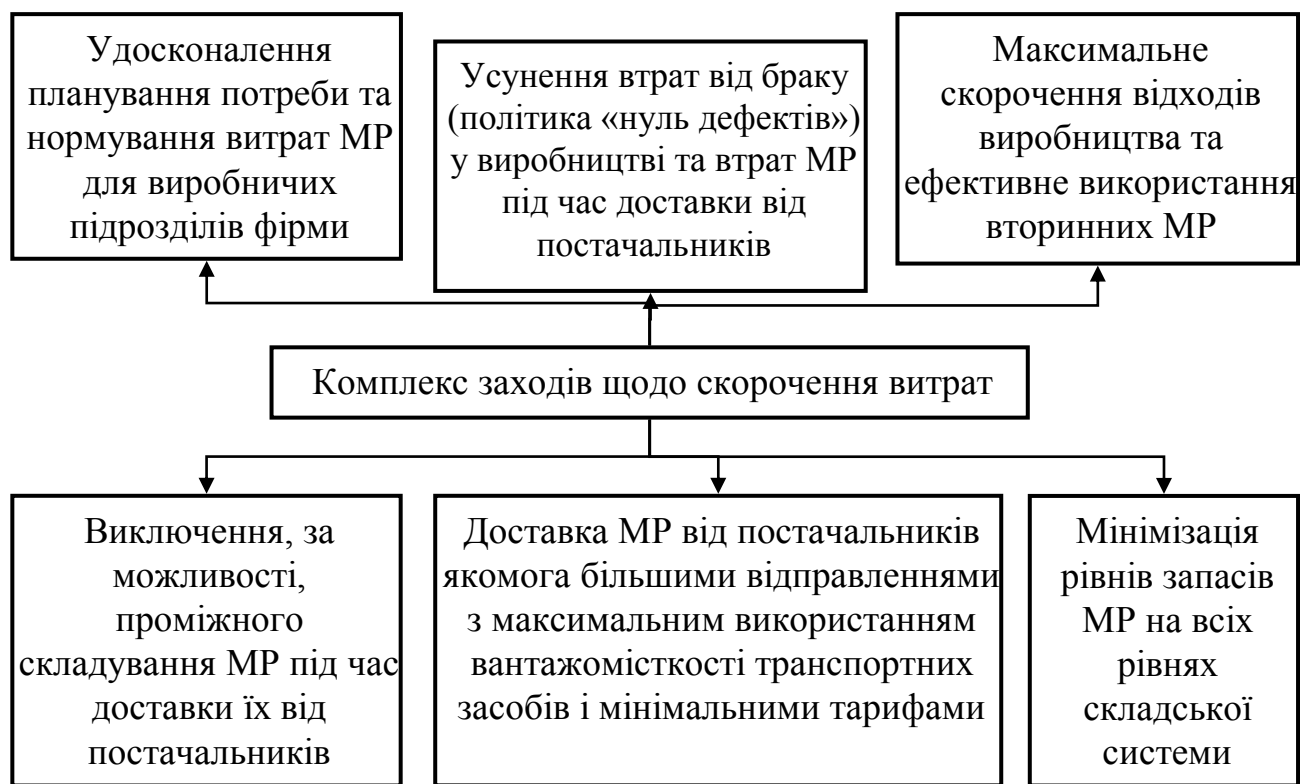 Удосконалення
планування потреби та
нормування витрат МР
для виробничих
підрозділів фірми
Усунення втрат від браку
(політика «нуль дефектів»)
у виробництві та втрат МР
під час доставки від
постачальників
Максимальне
скорочення відходів
виробництва та
ефективне використання
вторинних МР
Комплекс заходів щодо скорочення витрат
Виключення, за
можливості,
проміжного
складування МР під час
доставки їх від
постачальників
Доставка МР від постачальників
якомога більшими відправленнями
з максимальним використанням
вантажомісткості транспортних
засобів і мінімальними тарифами
Мінімізація
рівнів запасів
МР на всіх
рівнях
складської
системи